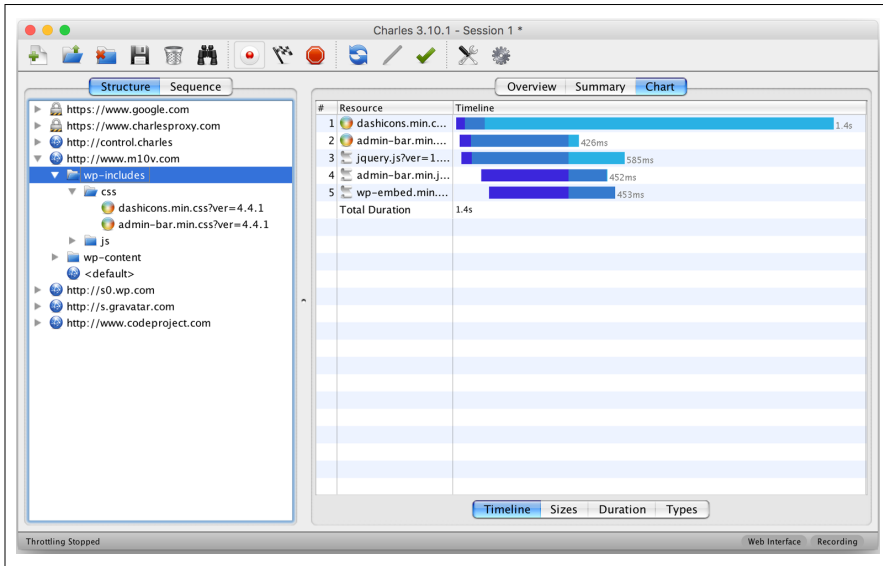 Charles 3.10.1 - Session 1 *
Structure Sequence
https://www.google.com
https://www.charlesproxy.com
http://control.charles
http://www.m10v.com
wp-includes
css
dashicons.min.css?ver=4.4.1
admin-bar.min.css?ver=4.4.1
js
wp-content
<default>
http://s0.wp.com
http://s.gravatar.com
http://www.codeproject.com
Overview Summary Chart
# Resource Timeline
1 dashicons.min.c... 1.4s
2 admin-bar.min.... 426ms
3 jquery.js?ver=1.... 585ms
4 admin-bar.min.j... 452ms
5 wp-embed.min.... 453ms
Total Duration 1.4s
Timeline Sizes Duration Types
Throttling Stopped Web Interface Recording